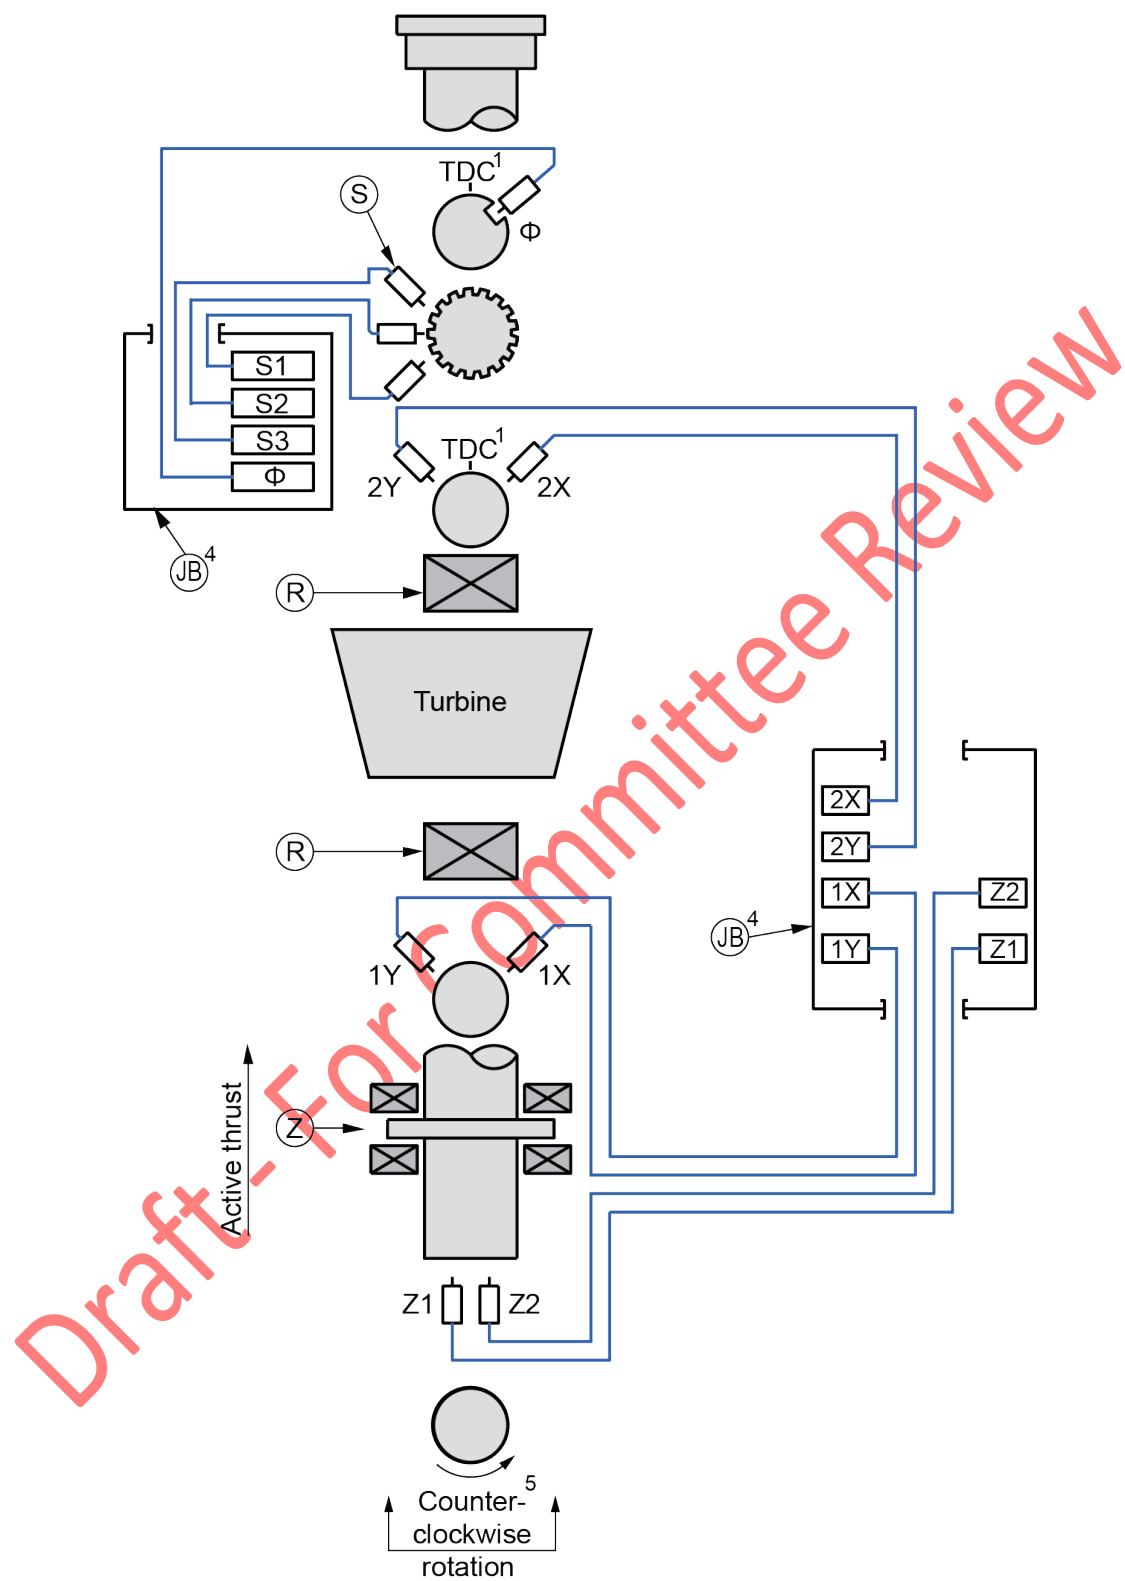 TDC1
S
Φ
S1
S2
S3
Φ
JB4
TDC1
2Y
2X
R
Turbine
2X
2Y
1X
1Y
Z2
Z1
JB4
R
1Y
1X
Active thrust
Z
Z1
Z2
Counter-5
clockwise
rotation
Draft - For Committee Review